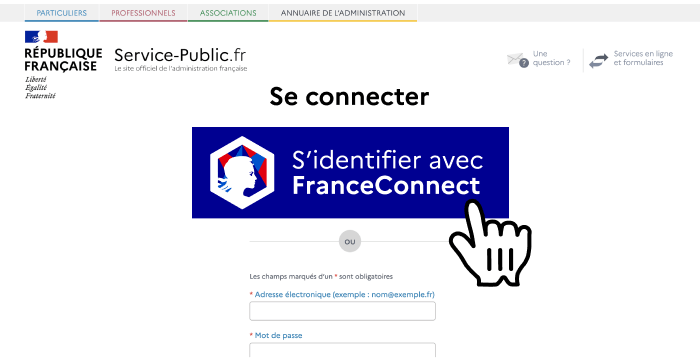 PARTICULIERS
PROFESSIONNELS
ASSOCIATIONS
ANNUAIRE DE L'ADMINISTRATION
RÉPUBLIQUE
FRANÇAISE
Liberté
Égalité
Fraternité
Service-Public.fr
Le site officiel de l'administration française
?
Une
question ?
Services en ligne
et formulaires
Se connecter
S'identifier avec
FranceConnect
OU
Les champs marqués d'un * sont obligatoires
* Adresse électronique (exemple : nom@exemple.fr)
* Mot de passe